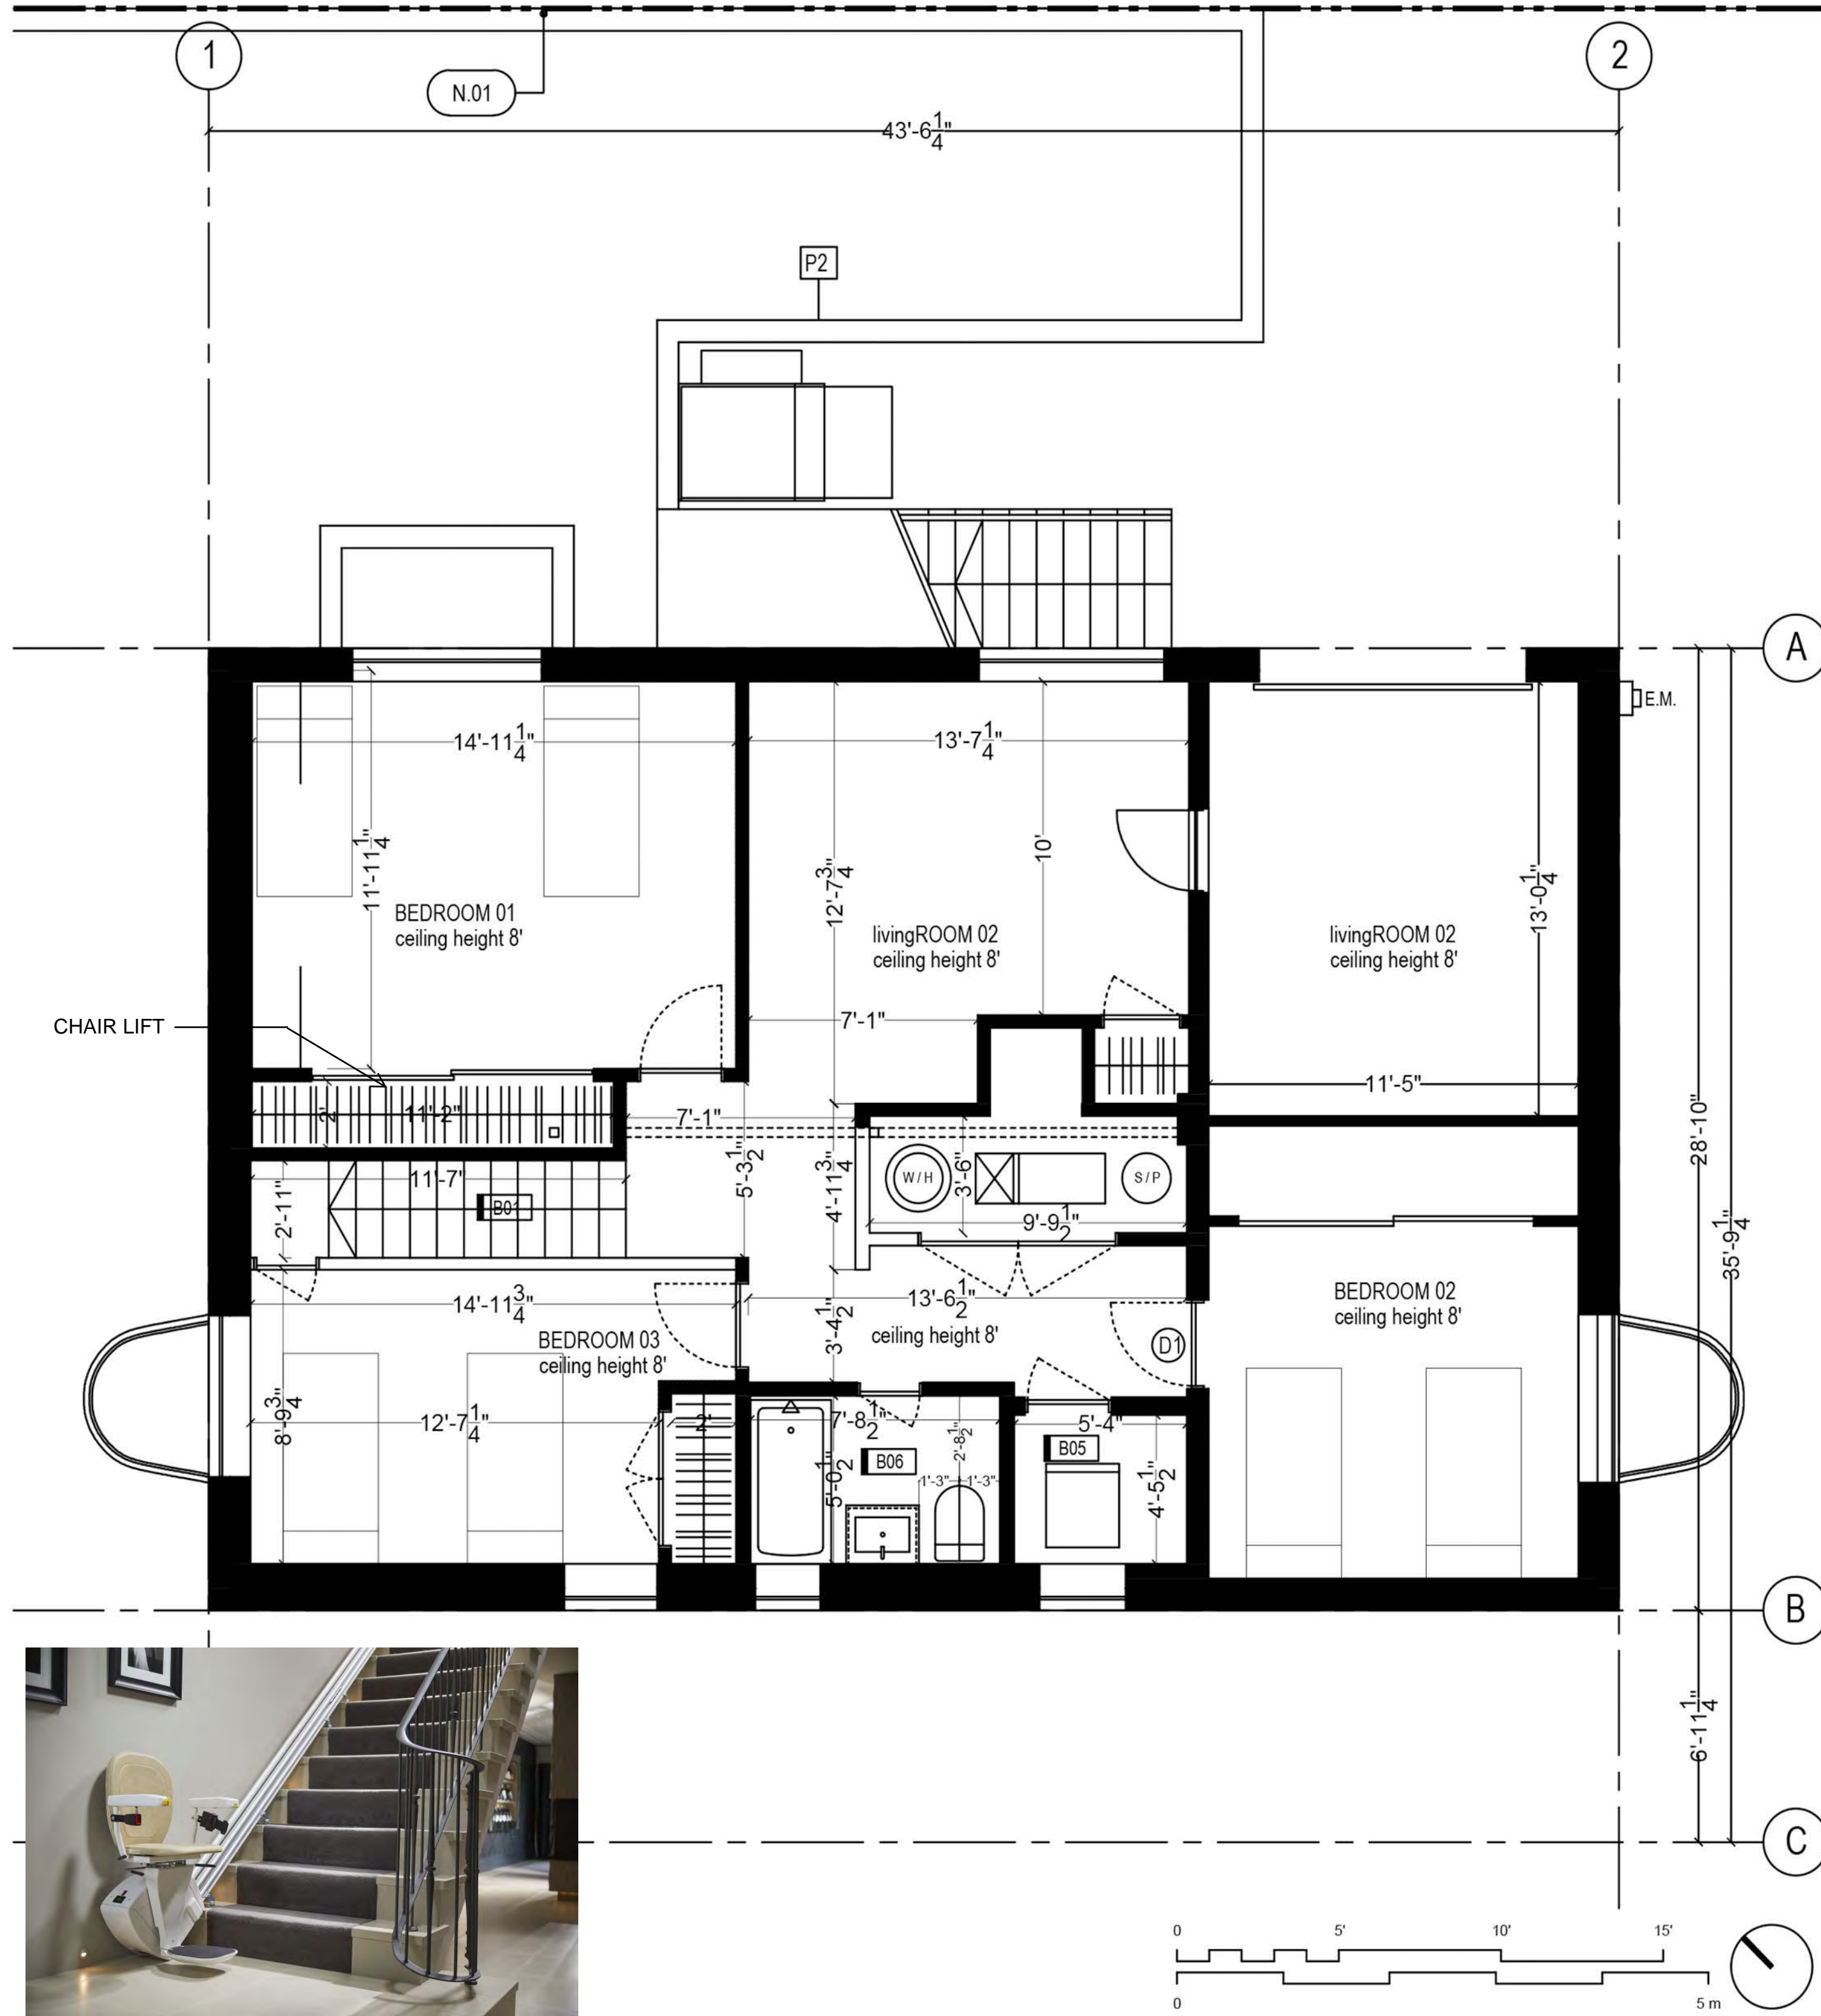 1
2
N.01
43'-6 1/4"
P2
A
E.M.
14'-11 1/4"
13'-7 1/4"
11'-11 1/4"
12'-7 3/4"
10'
13'-0 1/4"
BEDROOM 01
ceiling height 8'
livingROOM 02
ceiling height 8'
livingROOM 02
ceiling height 8'
CHAIR LIFT
7'-1"
11'-5"
2'
11'-2"
7'-1"
28'-10"
35'-9 1/4"
5'-3 1/2"
4'-11 3/4"
3'-6"
W/H
S/P
11'-7"
2'-11"
B01
9'-9 1/2"
14'-11 3/4"
13'-6 1/2"
BEDROOM 03
ceiling height 8'
3'-4 1/2"
ceiling height 8'
D1
BEDROOM 02
ceiling height 8'
8'-9 3/4"
12'-7 1/4"
2'
7'-8 1/2"
2'-8 1/2"
5'-4"
B05
B06
5'-0 1/2"
1'-3"
1'-3"
4'-5 1/2"
B
6'-11 1/4"
C
0
5'
10'
15'
0
5 m